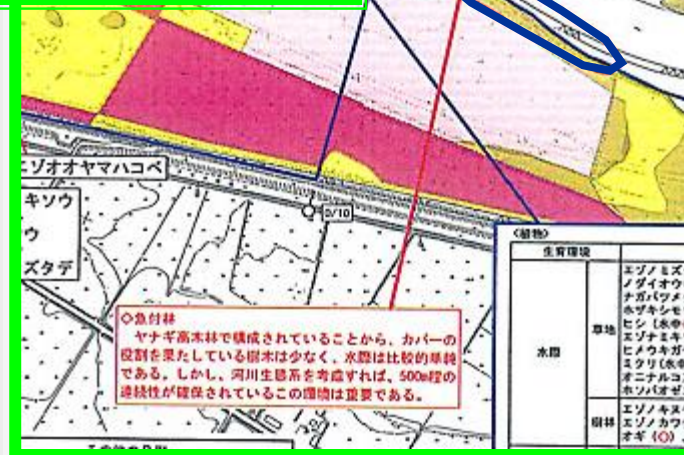 エゾオオヤマハコベ
キソウ
ウ
ズタデ
9/10
◇魚付林
ヤナギ高木林で構成されていることから、カバーの
役割を果たしている樹木は少なく、水際は比較的単純
である。しかし、河川生態系を考慮すれば、500m程の
連続性が確保されているこの環境は重要である。
〈植物〉
生育環境
水際
草地
エゾノミズ
ノダイオウ
ナガバツメ
ホザキシモ
ヒシ（水中
エゾナミキ
ヒメウキガ
ミクリ(水中
オニナルコ
ホソバオゼ
樹林
エゾノキヌ
エゾノカワ
オギ（〇）